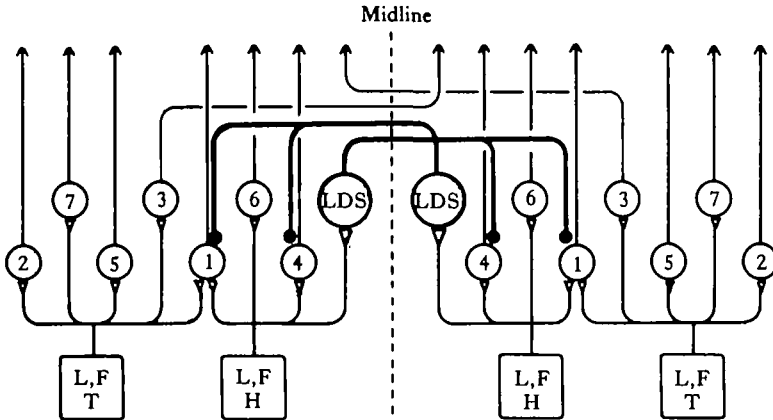 Midline
7 3 6 LDS LDS 6 3 7
2 5 1 4 4 1 5 2
L,F L,F L,F L,F
T H H T